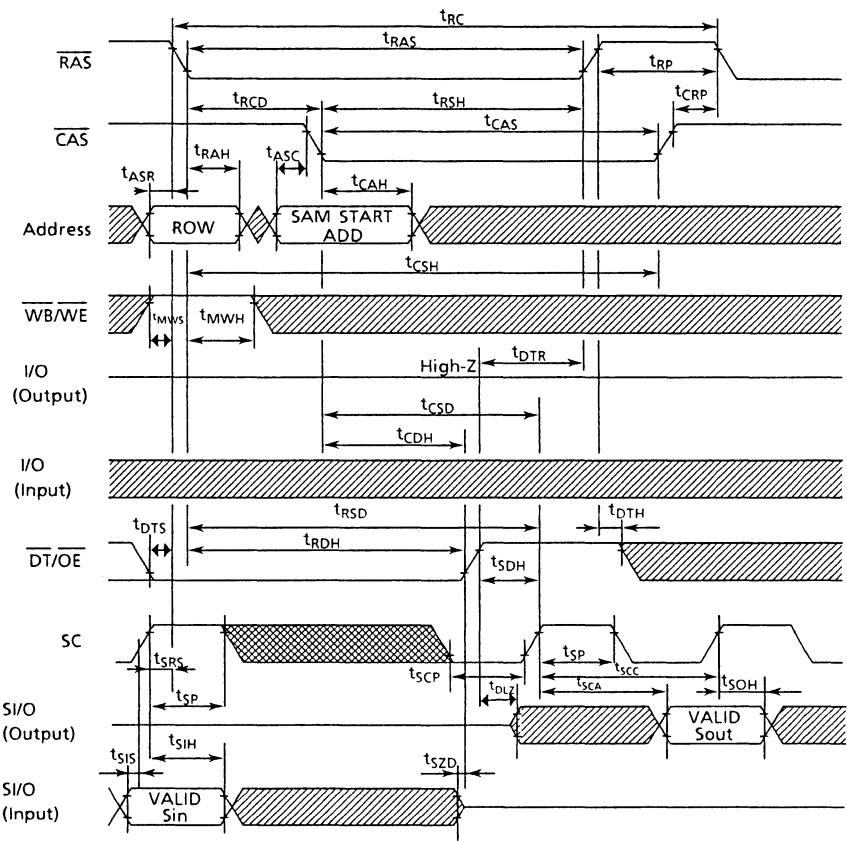 tRC
tRAS
RAS
tRP
tRCD
tRSH
tCRP
tCAS
CAS
tRAH
tASC
tASR
tCAH
Address
ROW
SAM START
ADD
tCSH
WB/WE
tMWS
tMWH
I/O
(Output)
High-Z
tDTR
tCSD
tCDH
I/O
(Input)
tRSD
tDTH
tDTS
tRDH
DT/OE
tSDH
SC
tSRS
tSCP
tSP
tSCC
tSP
tDLZ
tSCA
tSOH
SI/O
(Output)
VALID
Sout
tSIS
tSIH
tSZD
SI/O
(Input)
VALID
Sin